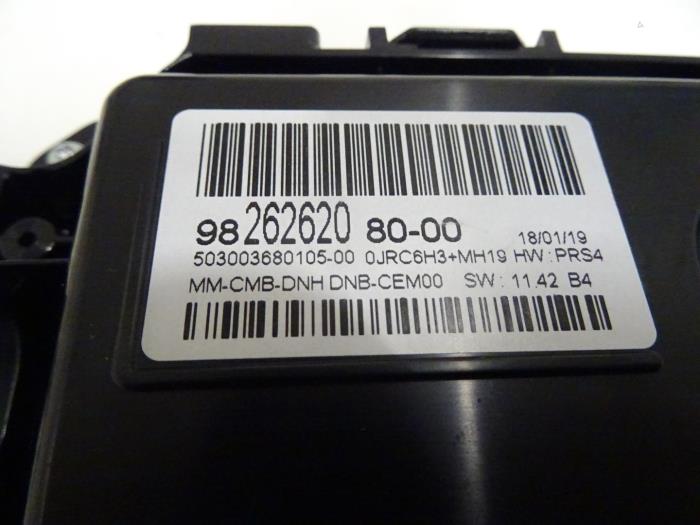 98 262620 80-00 18/01/19
503003680105-00 0JRC6H3+MH19 HW : PRS4
MM-CMB-DNH DNB-CEM00 SW : 11.42 B4